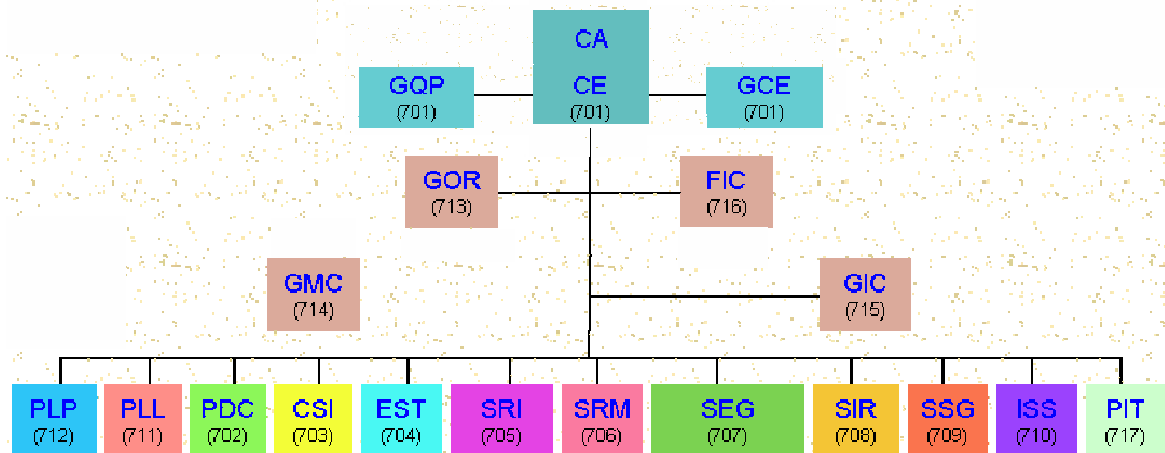 CA
GQP CE GCE
(701) (701) (701)
GOR FIC
(713) (716)
GMC GIC
(714) (715)
PLP PLL PDC CSI EST SRI SRM SEG SIR SSG ISS PIT
(712) (711) (702) (703) (704) (705) (706) (707) (708) (709) (710) (717)